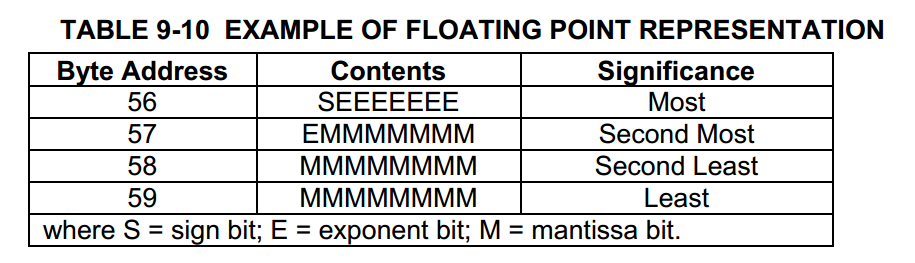 TABLE 9-10 EXAMPLE OF FLOATING POINT REPRESENTATION
Byte Address Contents Significance
56 SEEEEEEE Most
57 EMMMMMMM Second Most
58 MMMMMMMM Second Least
59 MMMMMMMM Least
where S = sign bit; E = exponent bit; M = mantissa bit.